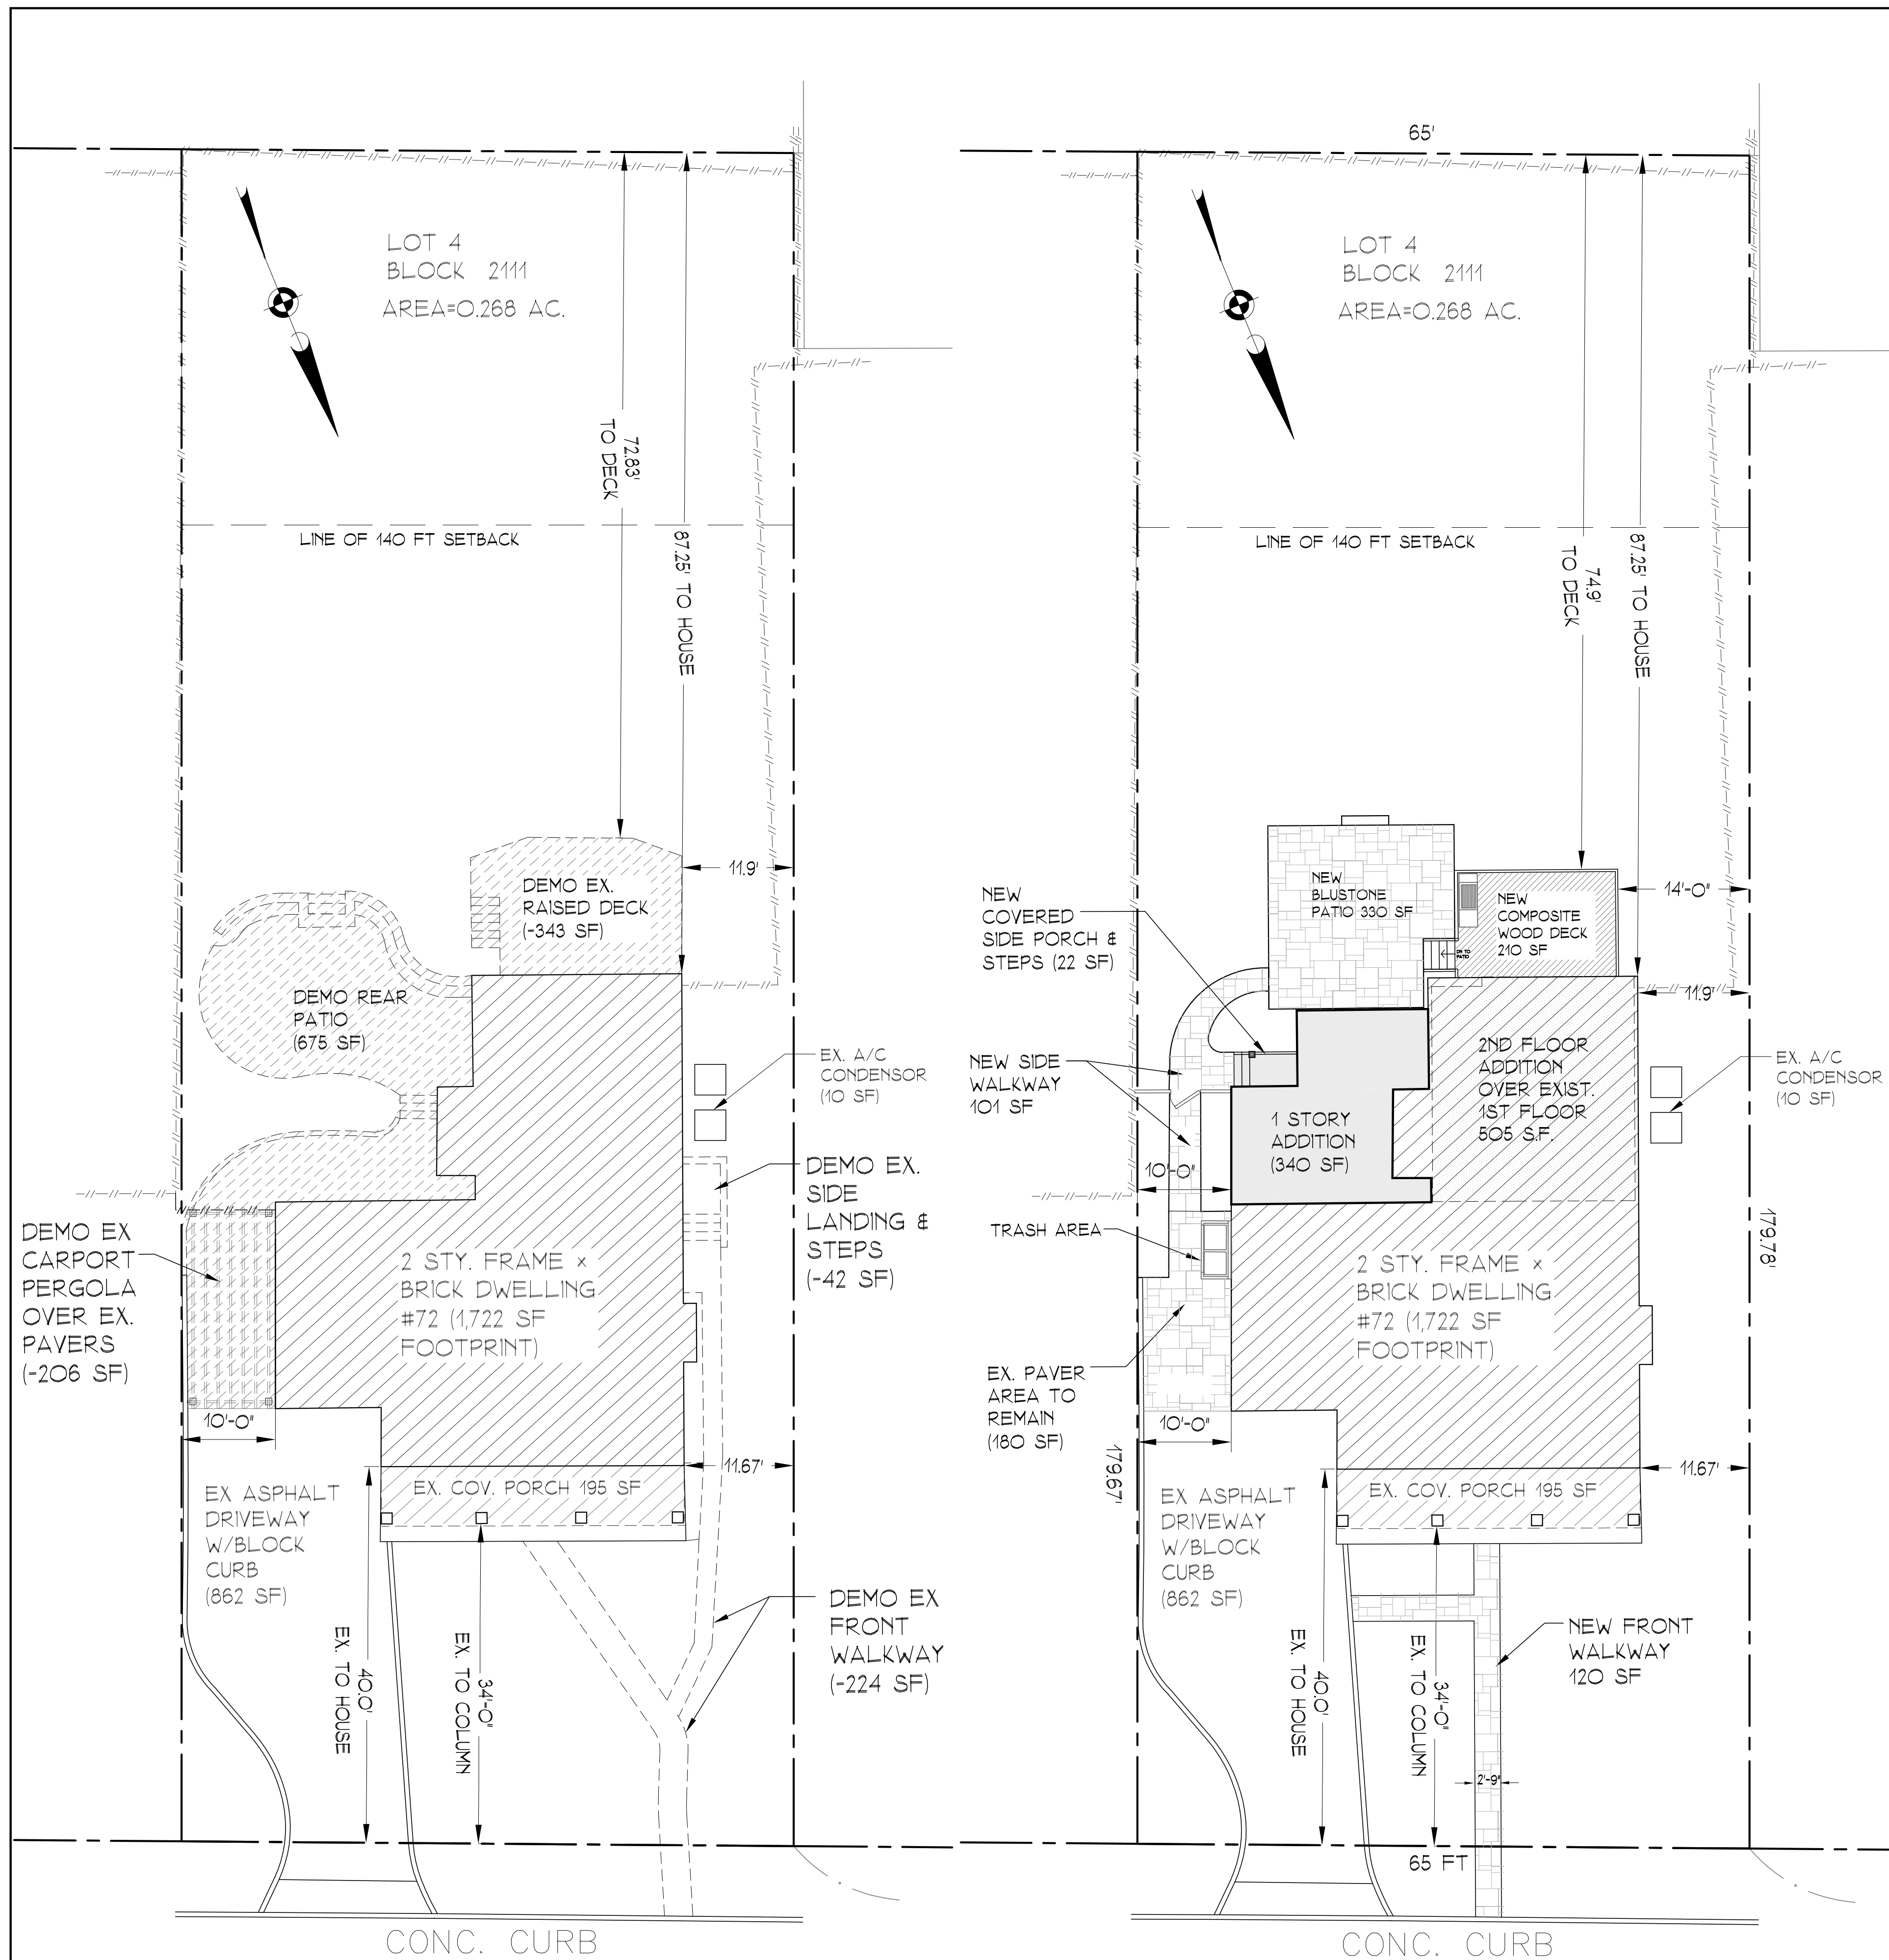 LOT 4
BLOCK 2111
AREA=0.268 AC.
72.83'
TO DECK
87.25' TO HOUSE
LINE OF 140 FT SETBACK
11.9'
DEMO EX.
RAISED DECK
(-343 SF)
DEMO REAR
PATIO
(675 SF)
EX. A/C
CONDENSOR
(10 SF)
DEMO EX.
SIDE
LANDING &
STEPS
(-42 SF)
DEMO EX
CARPORT
PERGOLA
OVER EX.
PAVERS
(-206 SF)
2 STY. FRAME x
BRICK DWELLING
#72 (1,722 SF
FOOTPRINT)
10'-0"
11.67'
EX. COV. PORCH 195 SF
EX ASPHALT
DRIVEWAY
W/BLOCK
CURB
(862 SF)
40.0'
EX. TO HOUSE
34'-0"
EX. TO COLUMN
DEMO EX
FRONT
WALKWAY
(-224 SF)
CONC. CURB
65'
LOT 4
BLOCK 2111
AREA=0.268 AC.
74.9'
TO DECK
87.25' TO HOUSE
LINE OF 140 FT SETBACK
NEW
BLUSTONE
PATIO 330 SF
NEW
COMPOSITE
WOOD DECK
210 SF
DN TO
PATIO
14'-0"
11.9'
NEW
COVERED
SIDE PORCH &
STEPS (22 SF)
NEW SIDE
WALKWAY
101 SF
1 STORY
ADDITION
(340 SF)
2ND FLOOR
ADDITION
OVER EXIST.
1ST FLOOR
505 S.F.
EX. A/C
CONDENSOR
(10 SF)
10'-0"
TRASH AREA
179.78'
2 STY. FRAME x
BRICK DWELLING
#72 (1,722 SF
FOOTPRINT)
EX. PAVER
AREA TO
REMAIN
(180 SF)
10'-0"
179.67'
11.67'
EX. COV. PORCH 195 SF
EX ASPHALT
DRIVEWAY
W/BLOCK
CURB
(862 SF)
40.0'
EX. TO HOUSE
34'-0"
EX. TO COLUMN
NEW FRONT
WALKWAY
120 SF
2'-9"
65 FT
CONC. CURB